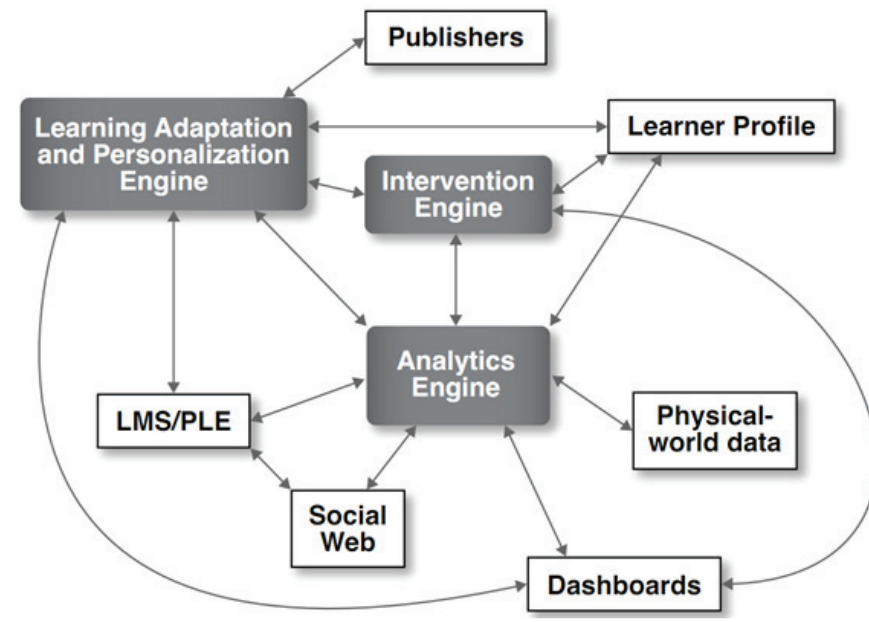 Publishers
Learning Adaptation
and Personalization
Engine
Learner Profile
Intervention
Engine
Analytics
Engine
LMS/PLE
Physical-
world data
Social
Web
Dashboards